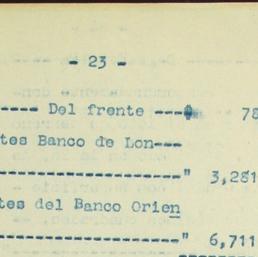 - 23 -
----- Del frente ----$ 78
tes Banco de Lon---
-------------------" 3,281
tes del Banco Orien
-------------------" 6,711